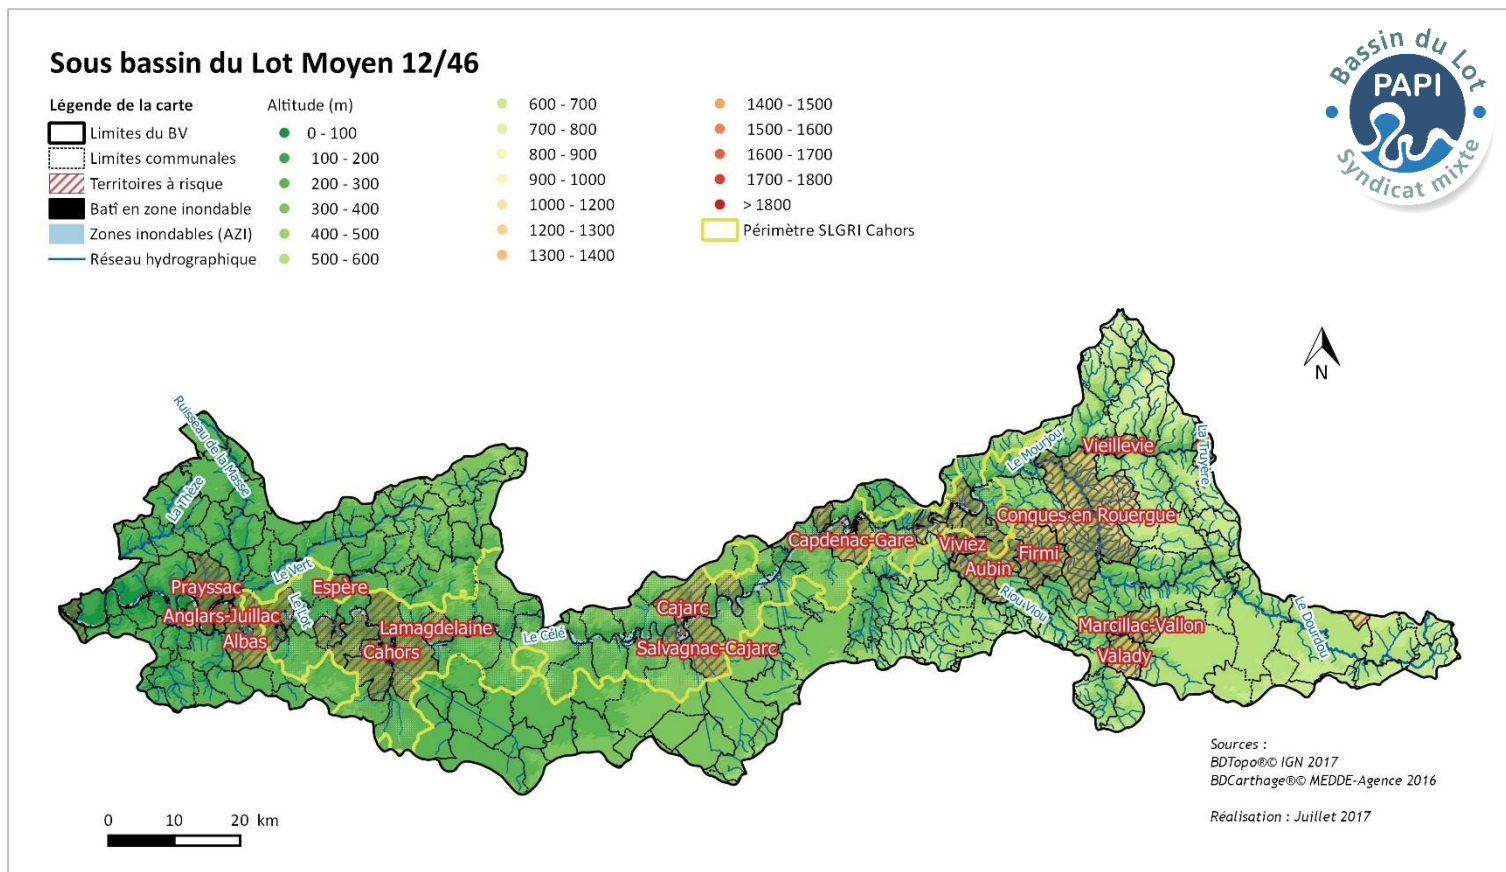 Sous bassin du Lot Moyen 12/46
Légende de la carte
Limites du BV
Limites communales
Territoires à risque
Batî en zone inondable
Zones inondables (AZI)
Réseau hydrographique
Altitude (m)
0 - 100
100 - 200
200 - 300
300 - 400
400 - 500
500 - 600
600 - 700
700 - 800
800 - 900
900 - 1000
1000 - 1200
1200 - 1300
1300 - 1400
1400 - 1500
1500 - 1600
1600 - 1700
1700 - 1800
> 1800
Périmètre SLGRI Cahors
Bassin du Lot
PAPI
Syndicat mixte
N
Ruisseau de la Masse
La Thèze
Le Vert
Le Lot
Prayssac
Espère
Anglars-Juillac
Albas
Lamagdelaine
Cahors
Le Célé
Cajarc
Salvagnac-Cajarc
Capdenac-Gare
Le Mourjou
Vieillevie
La Truyère
Conques en Rouergue
Viviez
Firmi
Aubin
Riou Viou
Marcillac-Vallon
Valady
Le Dourdou
0 10 20 km
Sources :
BDTopo®© IGN 2017
BDCarthage®© MEDDE-Agence 2016
Réalisation : Juillet 2017